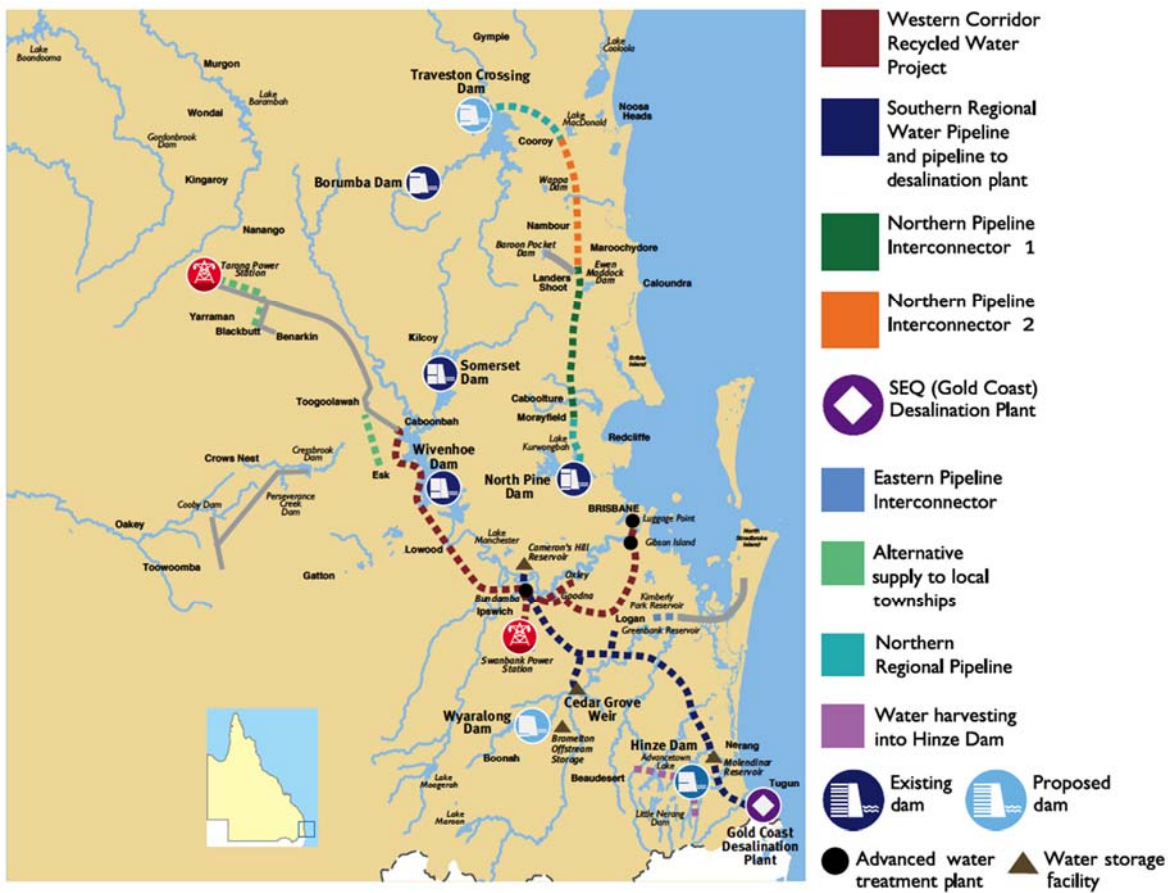 Gympie
Lake
Cooloola
Lake
Boondooma
Murgon
Traveston Crossing
Dam
Lake
Barambah
Wondai
Noosa
Heads
Lake
MacDonald
Gordonbrook
Dam
Cooroy
Kingaroy
Borumba Dam
Wappa
Dam
Nambour
Nanango
Baroon Pocket
Dam
Maroochydore
Tarong Power
Station
Ewen
Maddock
Dam
Landers
Shoot
Caloundra
Yarraman
Blackbutt
Benarkin
Kilcoy
Bribie
Island
Somerset
Dam
Toogoolawah
Caboolture
Caboonbah
Morayfield
Lake
Kurwongbah
Redcliffe
Cressbrook
Dam
Crows Nest
Wivenhoe
Dam
Esk
North Pine
Dam
Cooby Dam
Perseverance
Creek
Dam
BRISBANE
Luggage Point
Oakey
Lake
Manchester
Gibson Island
North
Stradbroke
Island
Lowood
Cameron's Hill
Reservoir
Toowoomba
Gatton
Oxley
Bundamba
Goodna
Kimberly
Park Reservoir
Ipswich
Logan
Greenbank Reservoir
Swanbank Power
Station
Cedar Grove
Weir
Wyaralong
Dam
Bromelton
Offstream
Storage
Hinze Dam
Nerang
Boonah
Advancetown
Lake
Molendinar
Reservoir
Beaudesert
Lake
Moogerah
Tugun
Little Nerang
Dam
Lake
Maroon
Gold Coast
Desalination
Plant
Western Corridor
Recycled Water
Project
Southern Regional
Water Pipeline
and pipeline to
desalination plant
Northern Pipeline
Interconnector 1
Northern Pipeline
Interconnector 2
SEQ (Gold Coast)
Desalination Plant
Eastern Pipeline
Interconnector
Alternative
supply to local
townships
Northern
Regional Pipeline
Water harvesting
into Hinze Dam
Existing
dam
Proposed
dam
Advanced water
treatment plant
Water storage
facility